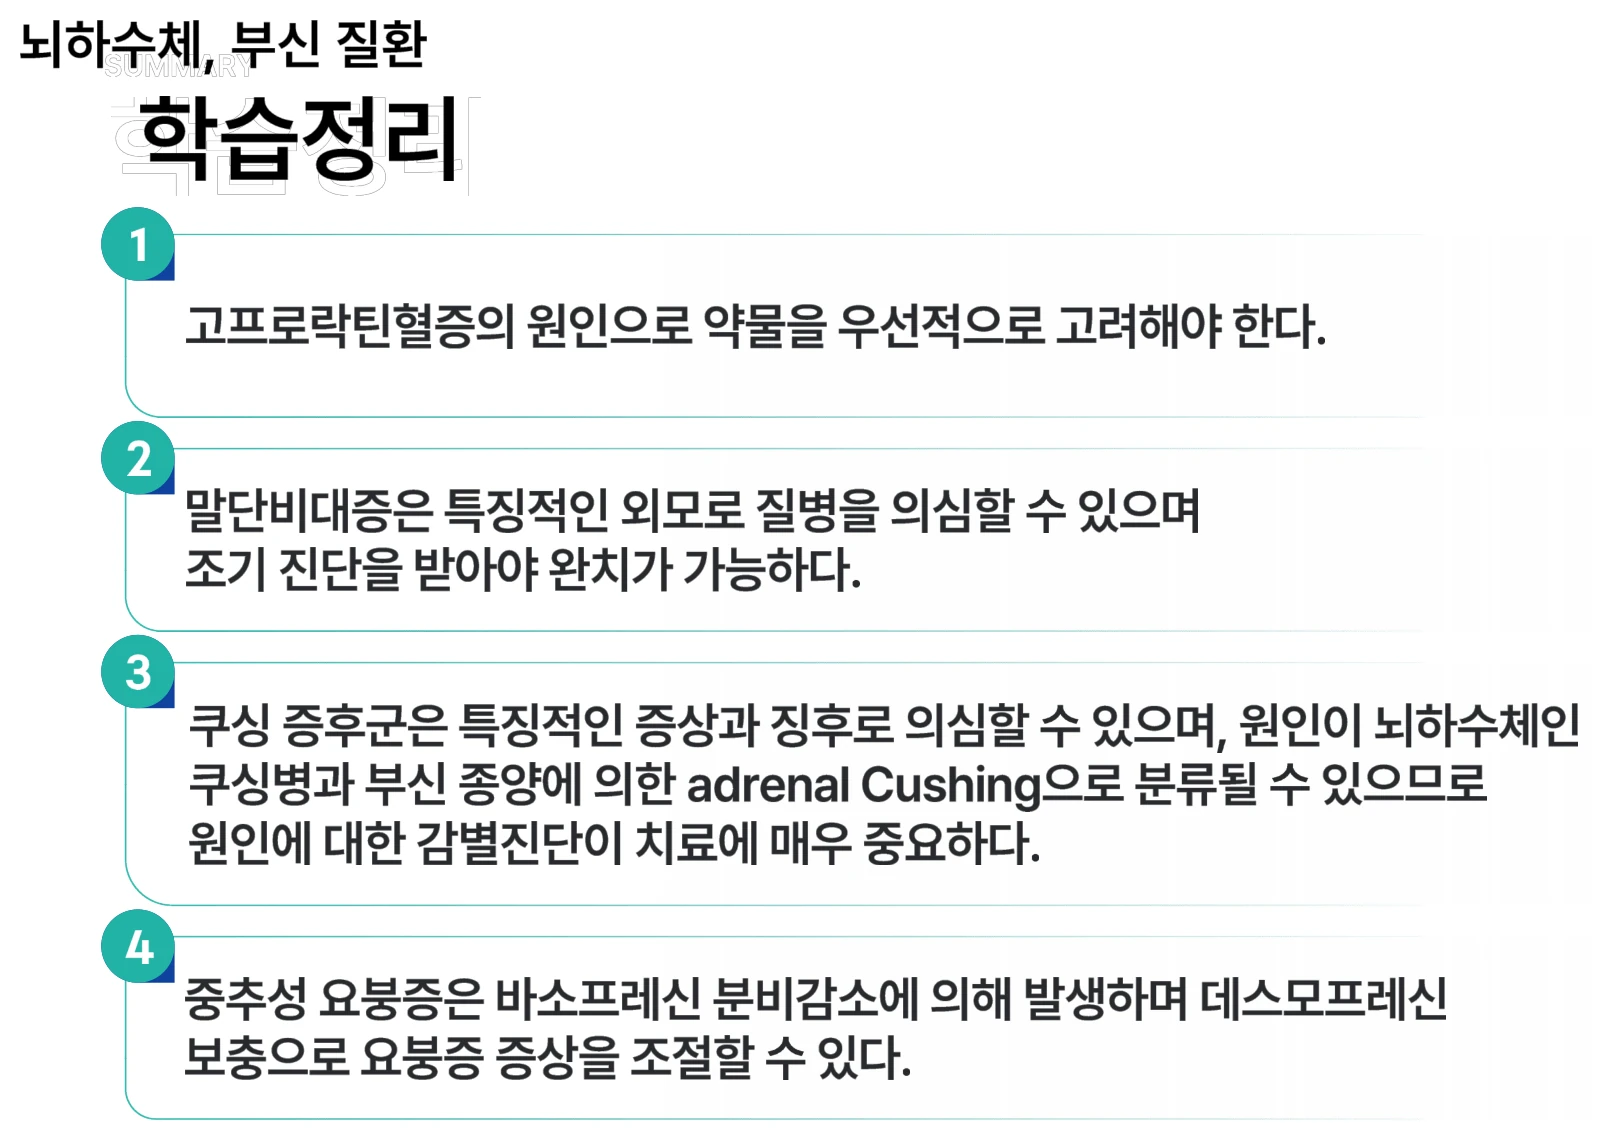 뇌하수체, 부신 질환
SUMMARY
학습정리
1
고프로락틴혈증의 원인으로 약물을 우선적으로 고려해야 한다.
2
말단비대증은 특징적인 외모로 질병을 의심할 수 있으며
조기 진단을 받아야 완치가 가능하다.
3
쿠싱 증후군은 특징적인 증상과 징후로 의심할 수 있으며, 원인이 뇌하수체인
쿠싱병과 부신 종양에 의한 adrenal Cushing으로 분류될 수 있으므로
원인에 대한 감별진단이 치료에 매우 중요하다.
4
중추성 요붕증은 바소프레신 분비감소에 의해 발생하며 데스모프레신
보충으로 요붕증 증상을 조절할 수 있다.